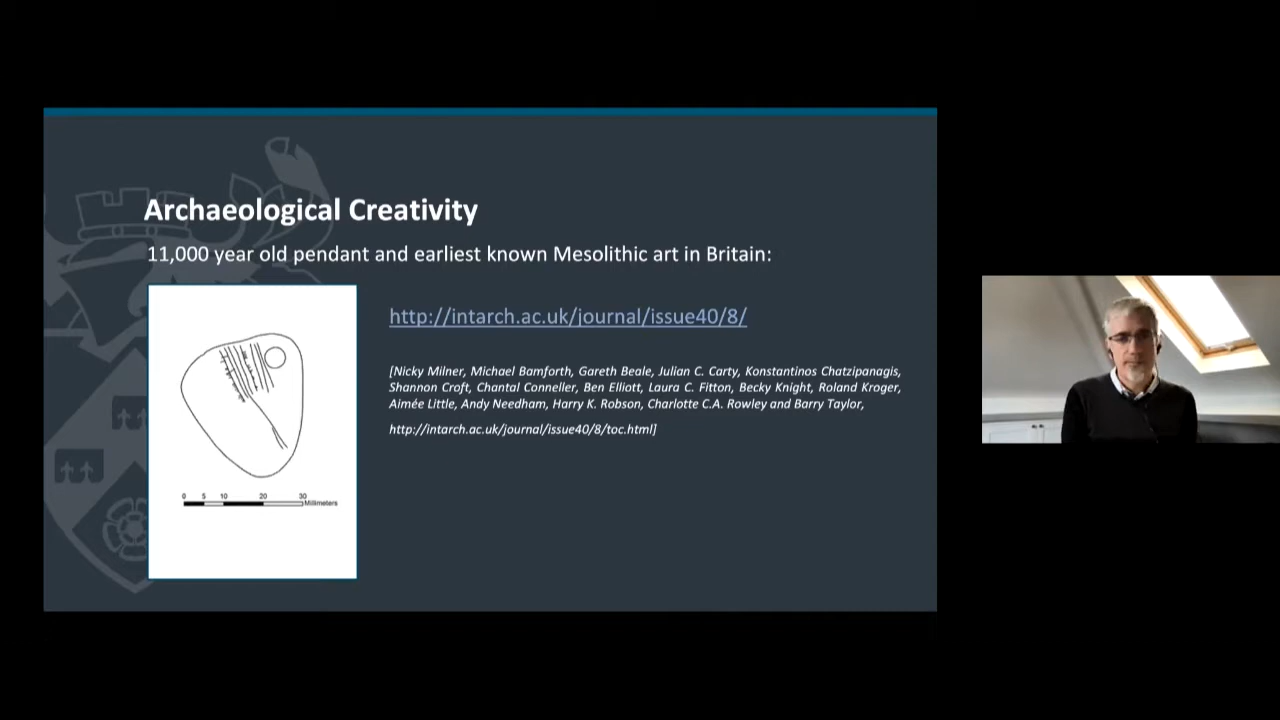 Archaeological Creativity
11,000 year old pendant and earliest known Mesolithic art in Britain:
http://intarch.ac.uk/journal/issue40/8/
[Nicky Milner, Michael Bamforth, Gareth Beale, Julian C. Carty, Konstantinos Chatzipanagis,
Shannon Croft, Chantal Conneller, Ben Elliott, Laura C. Fitton, Becky Knight, Roland Kroger,
Aimée Little, Andy Needham, Harry K. Robson, Charlotte C.A. Rowley and Barry Taylor,
http://intarch.ac.uk/journal/issue40/8/toc.html]
0 5 10 20 30
Millimeters